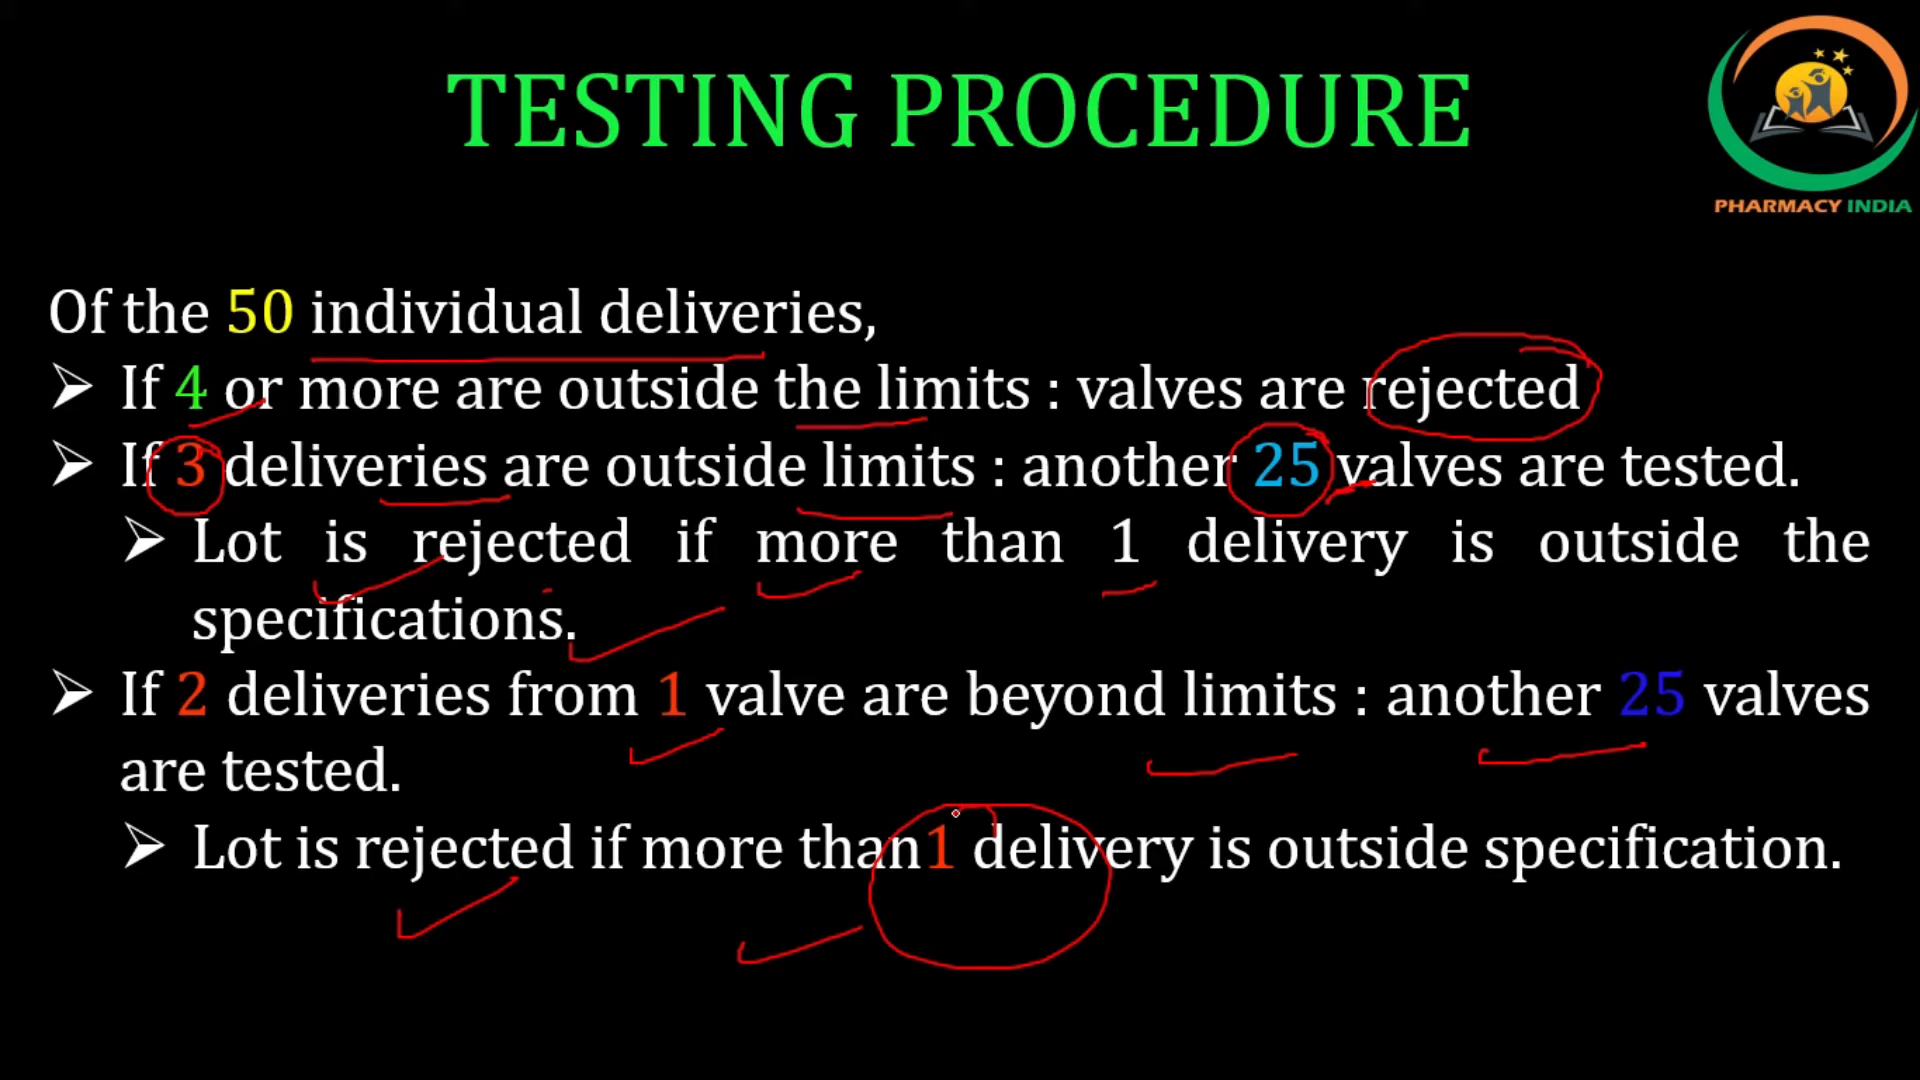 TESTING PROCEDURE
PHARMACY INDIA
Of the 50 individual deliveries,
➢ If 4 or more are outside the limits : valves are rejected
➢ If 3 deliveries are outside limits : another 25 valves are tested.
➢ Lot is rejected if more than 1 delivery is outside the
specifications.
➢ If 2 deliveries from 1 valve are beyond limits : another 25 valves
are tested.
➢ Lot is rejected if more than1 delivery is outside specification.